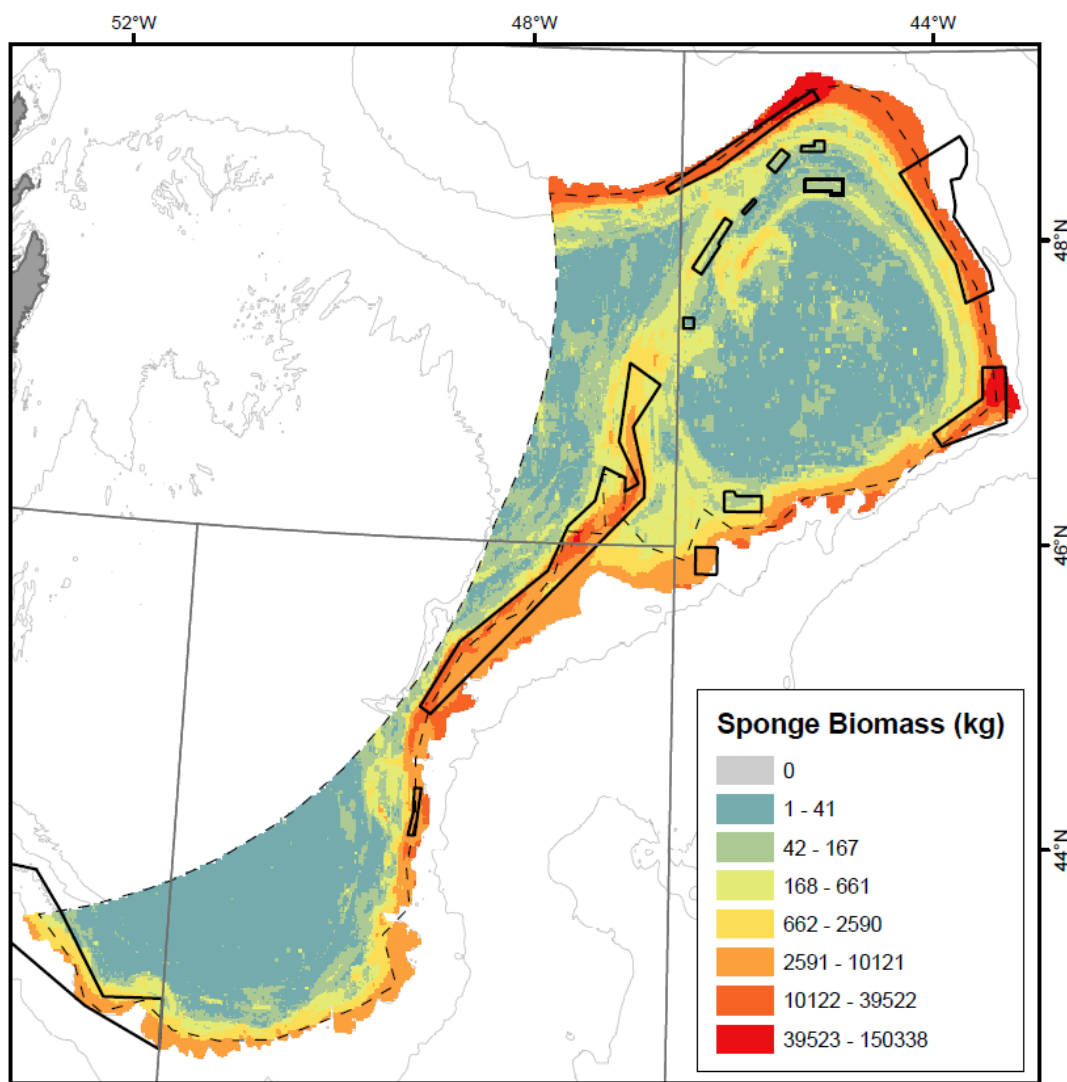 52°W 48°W 44°W
48°N
46°N
44°N
Sponge Biomass (kg)
0
1 - 41
42 - 167
168 - 661
662 - 2590
2591 - 10121
10122 - 39522
39523 - 150338